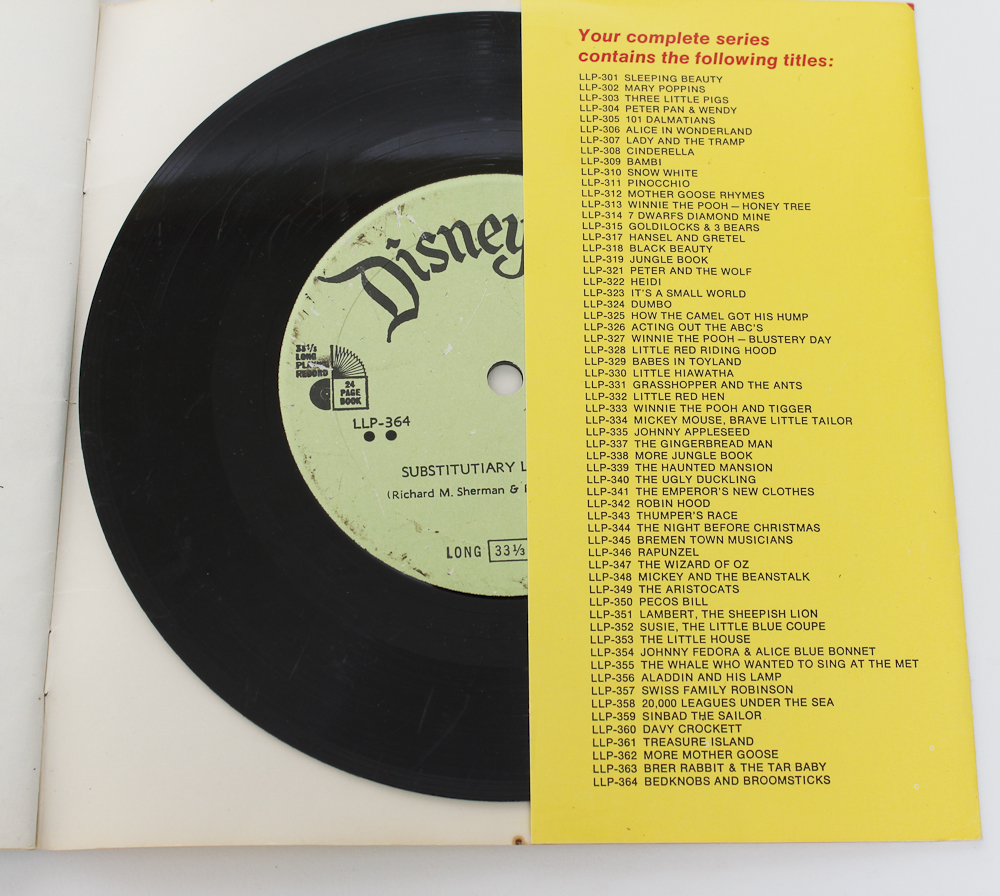 Disney
33⅓
LONG
PLAYING
RECORD
24
PAGE
BOOK
LLP-364
SUBSTITUTIARY L
(Richard M. Sherman &
LONG 33⅓
Your complete series
contains the following titles:
LLP-301 SLEEPING BEAUTY
LLP-302 MARY POPPINS
LLP-303 THREE LITTLE PIGS
LLP-304 PETER PAN & WENDY
LLP-305 101 DALMATIANS
LLP-306 ALICE IN WONDERLAND
LLP-307 LADY AND THE TRAMP
LLP-308 CINDERELLA
LLP-309 BAMBI
LLP-310 SNOW WHITE
LLP-311 PINOCCHIO
LLP-312 MOTHER GOOSE RHYMES
LLP-313 WINNIE THE POOH — HONEY TREE
LLP-314 7 DWARFS DIAMOND MINE
LLP-315 GOLDILOCKS & 3 BEARS
LLP-317 HANSEL AND GRETEL
LLP-318 BLACK BEAUTY
LLP-319 JUNGLE BOOK
LLP-321 PETER AND THE WOLF
LLP-322 HEIDI
LLP-323 IT'S A SMALL WORLD
LLP-324 DUMBO
LLP-325 HOW THE CAMEL GOT HIS HUMP
LLP-326 ACTING OUT THE ABC'S
LLP-327 WINNIE THE POOH — BLUSTERY DAY
LLP-328 LITTLE RED RIDING HOOD
LLP-329 BABES IN TOYLAND
LLP-330 LITTLE HIAWATHA
LLP-331 GRASSHOPPER AND THE ANTS
LLP-332 LITTLE RED HEN
LLP-333 WINNIE THE POOH AND TIGGER
LLP-334 MICKEY MOUSE, BRAVE LITTLE TAILOR
LLP-335 JOHNNY APPLESEED
LLP-337 THE GINGERBREAD MAN
LLP-338 MORE JUNGLE BOOK
LLP-339 THE HAUNTED MANSION
LLP-340 THE UGLY DUCKLING
LLP-341 THE EMPEROR'S NEW CLOTHES
LLP-342 ROBIN HOOD
LLP-343 THUMPER'S RACE
LLP-344 THE NIGHT BEFORE CHRISTMAS
LLP-345 BREMEN TOWN MUSICIANS
LLP-346 RAPUNZEL
LLP-347 THE WIZARD OF OZ
LLP-348 MICKEY AND THE BEANSTALK
LLP-349 THE ARISTOCATS
LLP-350 PECOS BILL
LLP-351 LAMBERT, THE SHEEPISH LION
LLP-352 SUSIE, THE LITTLE BLUE COUPE
LLP-353 THE LITTLE HOUSE
LLP-354 JOHNNY FEDORA & ALICE BLUE BONNET
LLP-355 THE WHALE WHO WANTED TO SING AT THE MET
LLP-356 ALADDIN AND HIS LAMP
LLP-357 SWISS FAMILY ROBINSON
LLP-358 20,000 LEAGUES UNDER THE SEA
LLP-359 SINBAD THE SAILOR
LLP-360 DAVY CROCKETT
LLP-361 TREASURE ISLAND
LLP-362 MORE MOTHER GOOSE
LLP-363 BRER RABBIT & THE TAR BABY
LLP-364 BEDKNOBS AND BROOMSTICKS